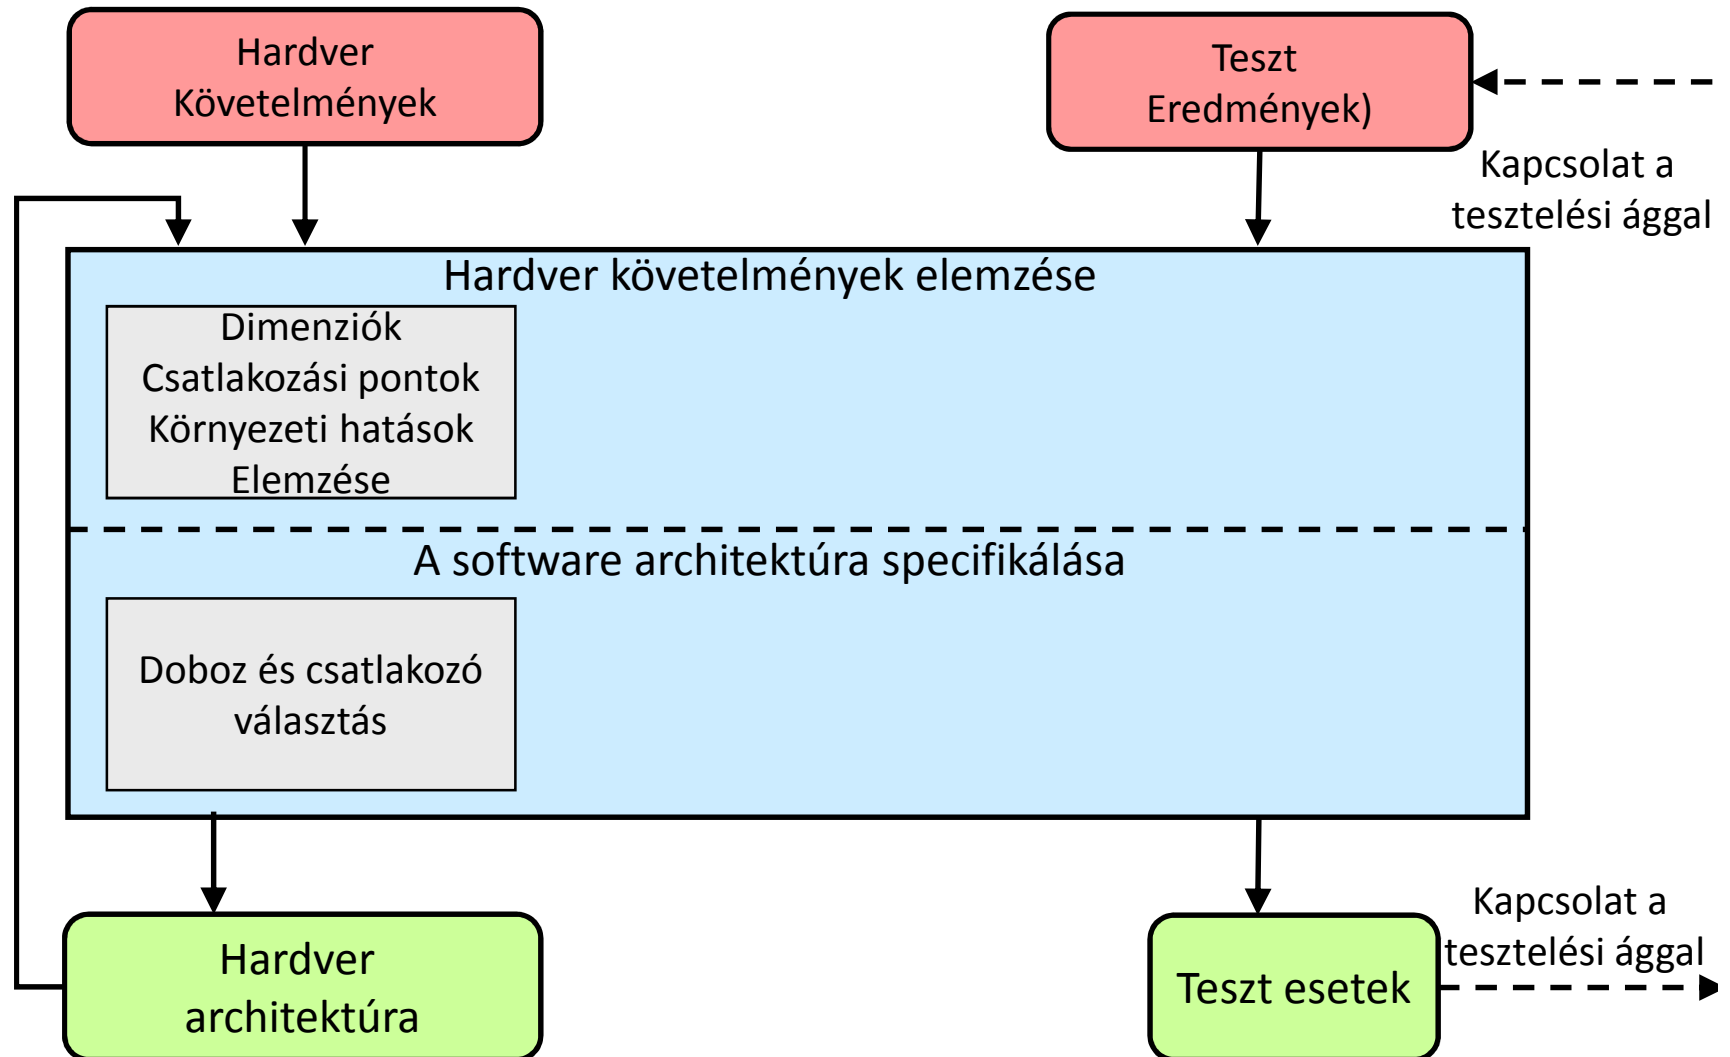 Hardver
Követelmények
Teszt
Eredmények)
Kapcsolat a
tesztelési ággal
Hardver követelmények elemzése
Dimenziók
Csatlakozási pontok
Környezeti hatások
Elemzése
A software architektúra specifikálása
Doboz és csatlakozó
választás
Hardver
architektúra
Teszt esetek
Kapcsolat a
tesztelési ággal